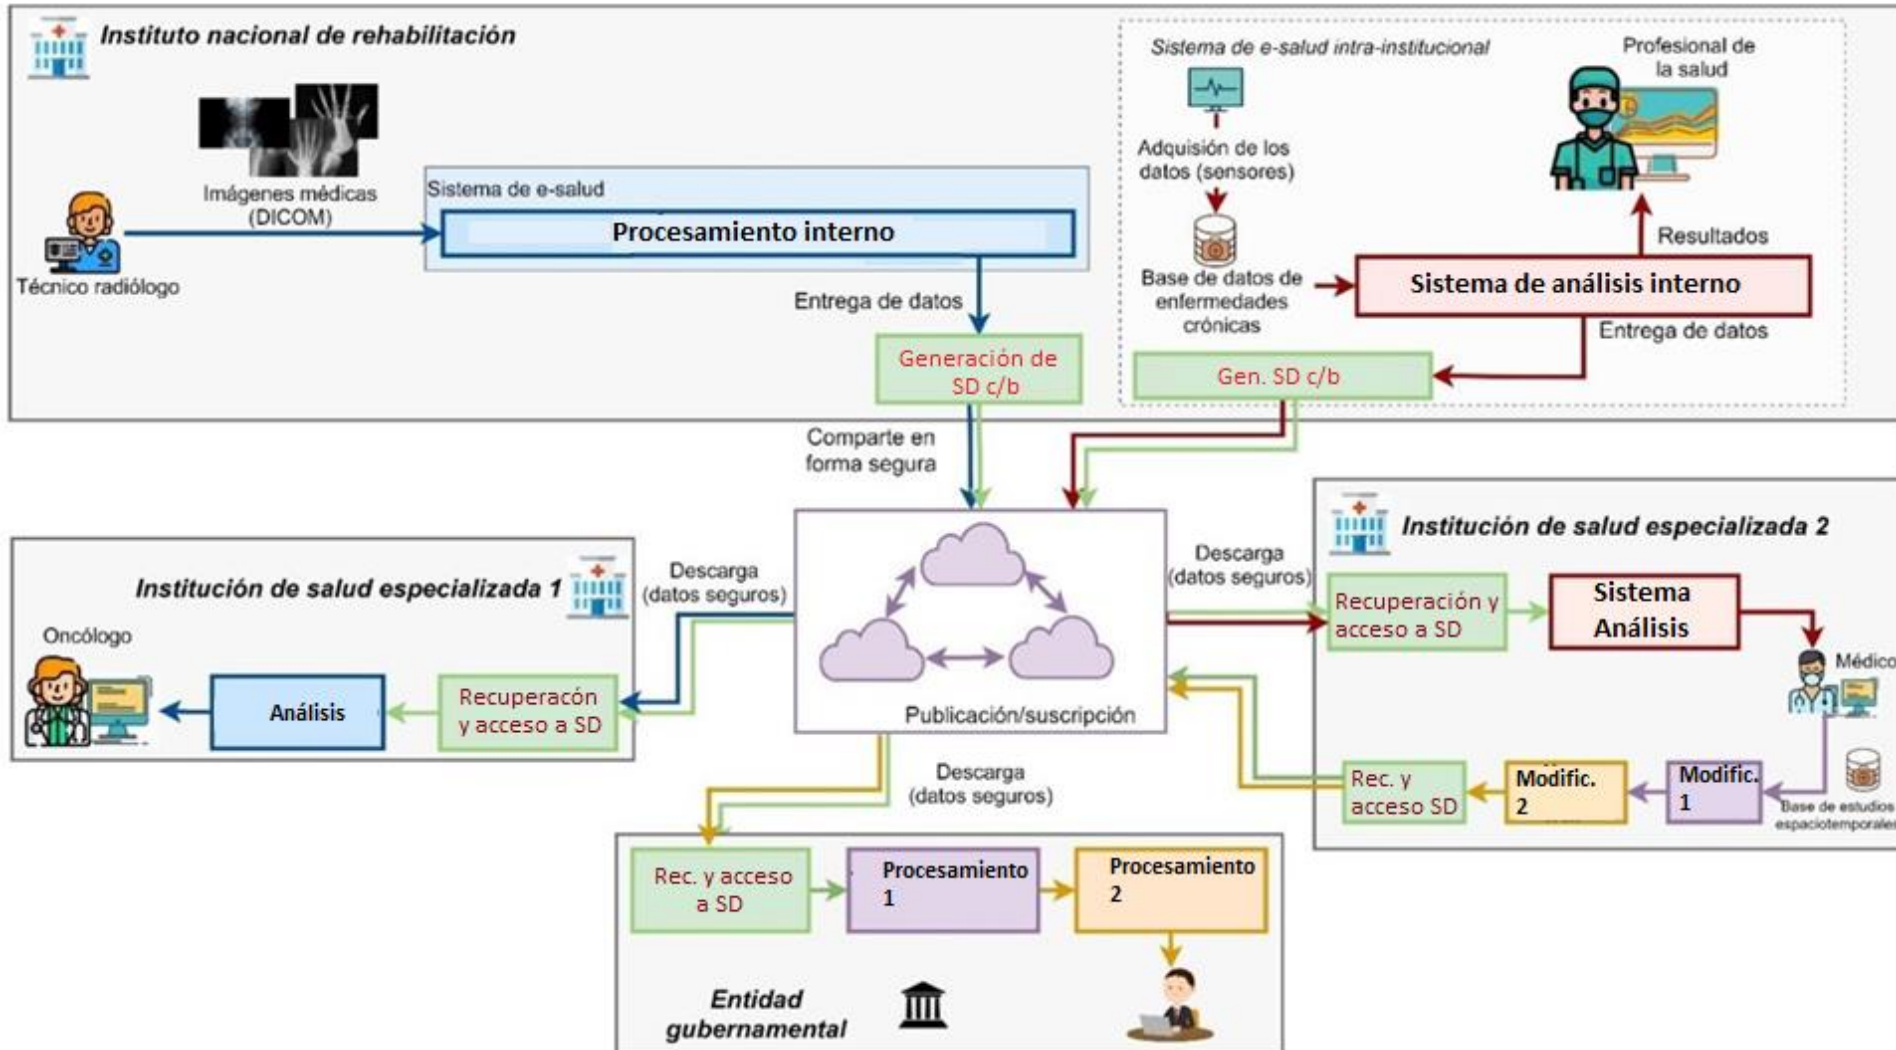 Instituto nacional de rehabilitación
Imágenes médicas
(DICOM)
Técnico radiólogo
Sistema de e-salud
Procesamiento interno
Entrega de datos
Generación de
SD c/b
Sistema de e-salud intra-institucional
Adquisición de los
datos (sensores)
Base de datos de
enfermedades
crónicas
Profesional de
la salud
Resultados
Sistema de análisis interno
Entrega de datos
Gen. SD c/b
Comparte en
forma segura
Publicación/suscripción
Descarga
(datos seguros)
Institución de salud especializada 1
Oncólogo
Análisis
Recuperacón
y acceso a SD
Descarga
(datos seguros)
Institución de salud especializada 2
Recuperación y
acceso a SD
Sistema
Análisis
Médico
Base de estudios
espaciotemporales
Modific.
1
Modific.
2
Rec. y
acceso SD
Descarga
(datos seguros)
Rec. y acceso
a SD
Procesamiento
1
Procesamiento
2
Entidad
gubernamental